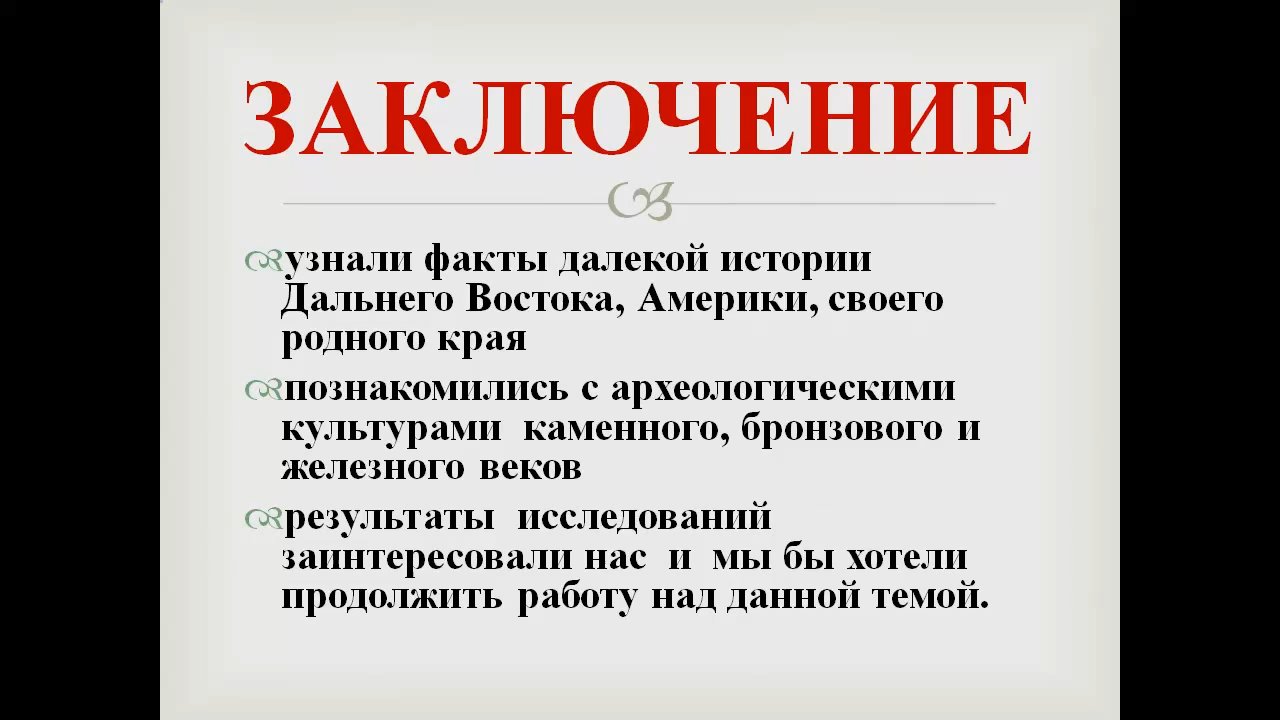 ЗАКЛЮЧЕНИЕ
узнали факты далекой истории
Дальнего Востока, Америки, своего
родного края
познакомились с археологическими
культурами каменного, бронзового и
железного веков
результаты исследований
заинтересовали нас и мы бы хотели
продолжить работу над данной темой.